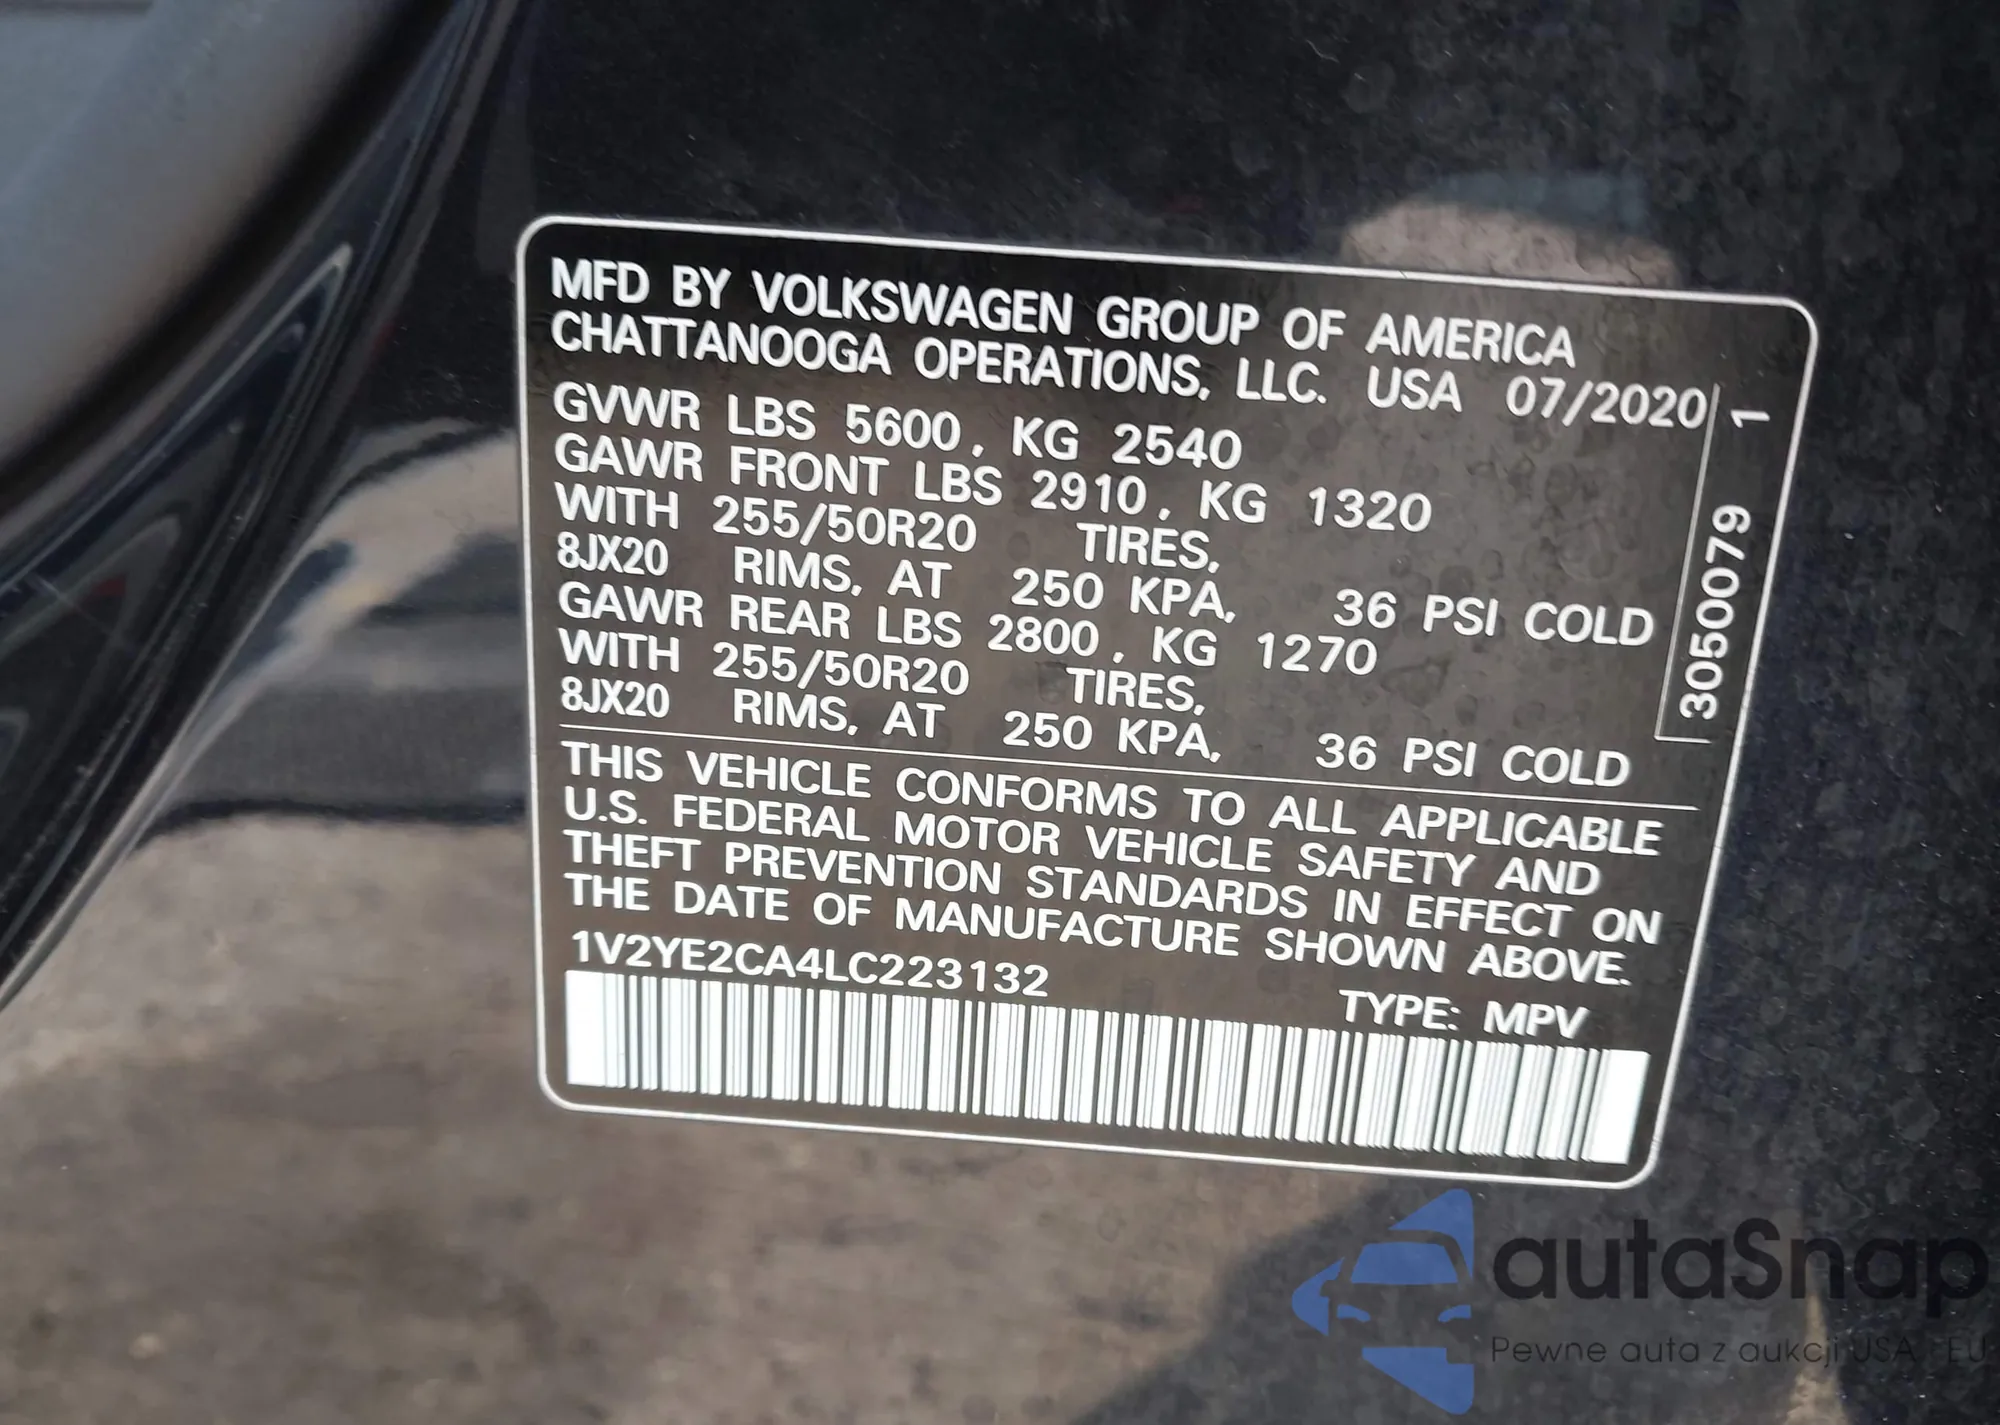 MFD BY VOLKSWAGEN GROUP OF AMERICA
CHATTANOOGA OPERATIONS, LLC. USA 07/2020
GVWR LBS 5600, KG 2540
GAWR FRONT LBS 2910, KG 1320
WITH 255/50R20 TIRES,
8JX20 RIMS, AT 250 KPA, 36 PSI COLD
GAWR REAR LBS 2800, KG 1270
WITH 255/50R20 TIRES,
8JX20 RIMS, AT 250 KPA, 36 PSI COLD
3050079 1
THIS VEHICLE CONFORMS TO ALL APPLICABLE
U.S. FEDERAL MOTOR VEHICLE SAFETY AND
THEFT PREVENTION STANDARDS IN EFFECT ON
THE DATE OF MANUFACTURE SHOWN ABOVE.
1V2YE2CA4LC223132
TYPE: MPV
autaSnap
Pewne auta z aukcji USA i EU